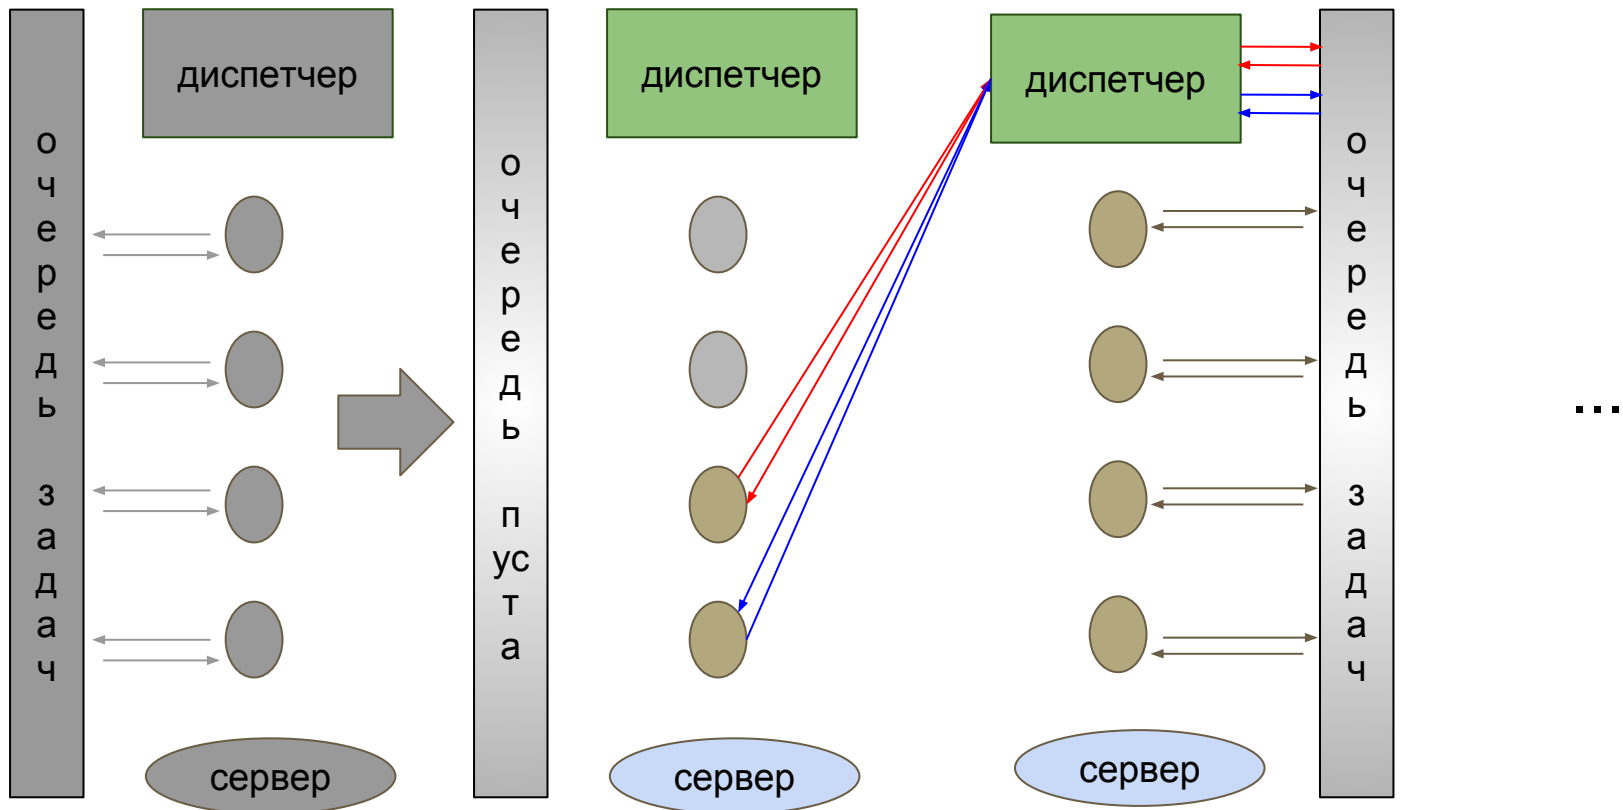 очередь задач
диспетчер
сервер
очередь пуста
диспетчер
сервер
диспетчер
сервер
очередь задач
...